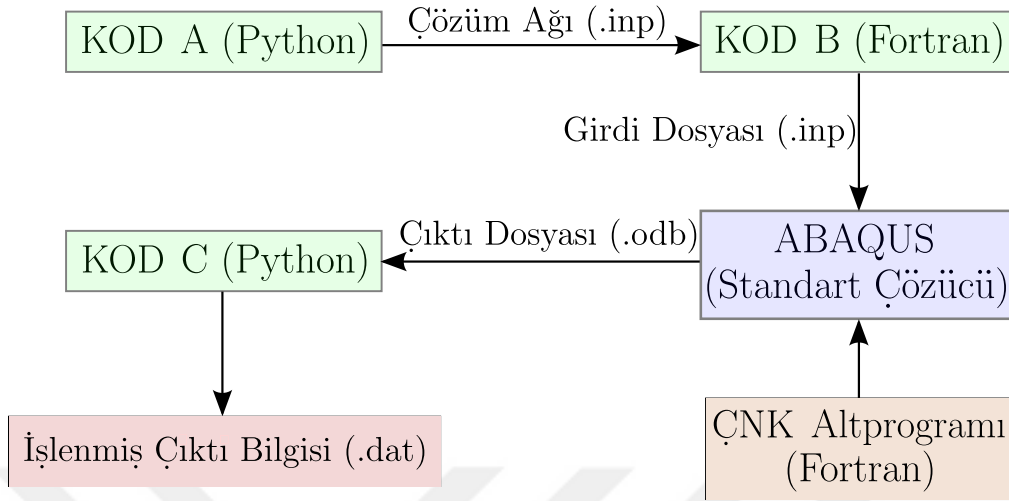 KOD A (Python)
Çözüm Ağı (.inp)
KOD B (Fortran)
Girdi Dosyası (.inp)
KOD C (Python)
Çıktı Dosyası (.odb)
ABAQUS
(Standart Çözücü)
İşlenmiş Çıktı Bilgisi (.dat)
ÇNK Altprogramı
(Fortran)